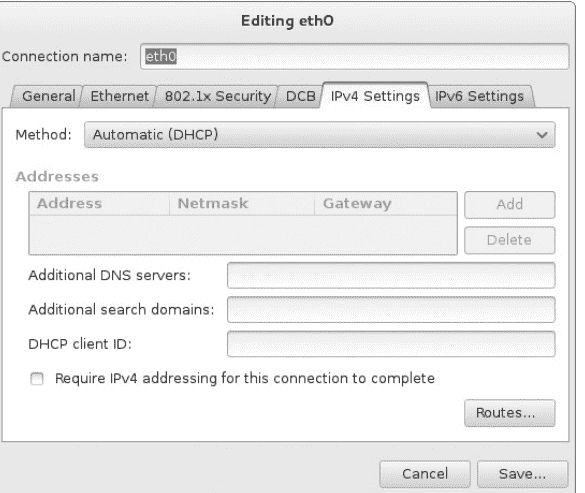 Editing eth0
Connection name: eth0
General Ethernet 802.1x Security DCB IPv4 Settings IPv6 Settings
Method: Automatic (DHCP)
Addresses
Address Netmask Gateway Add
Delete
Additional DNS servers:
Additional search domains:
DHCP client ID:
Require IPv4 addressing for this connection to complete
Routes...
Cancel Save...